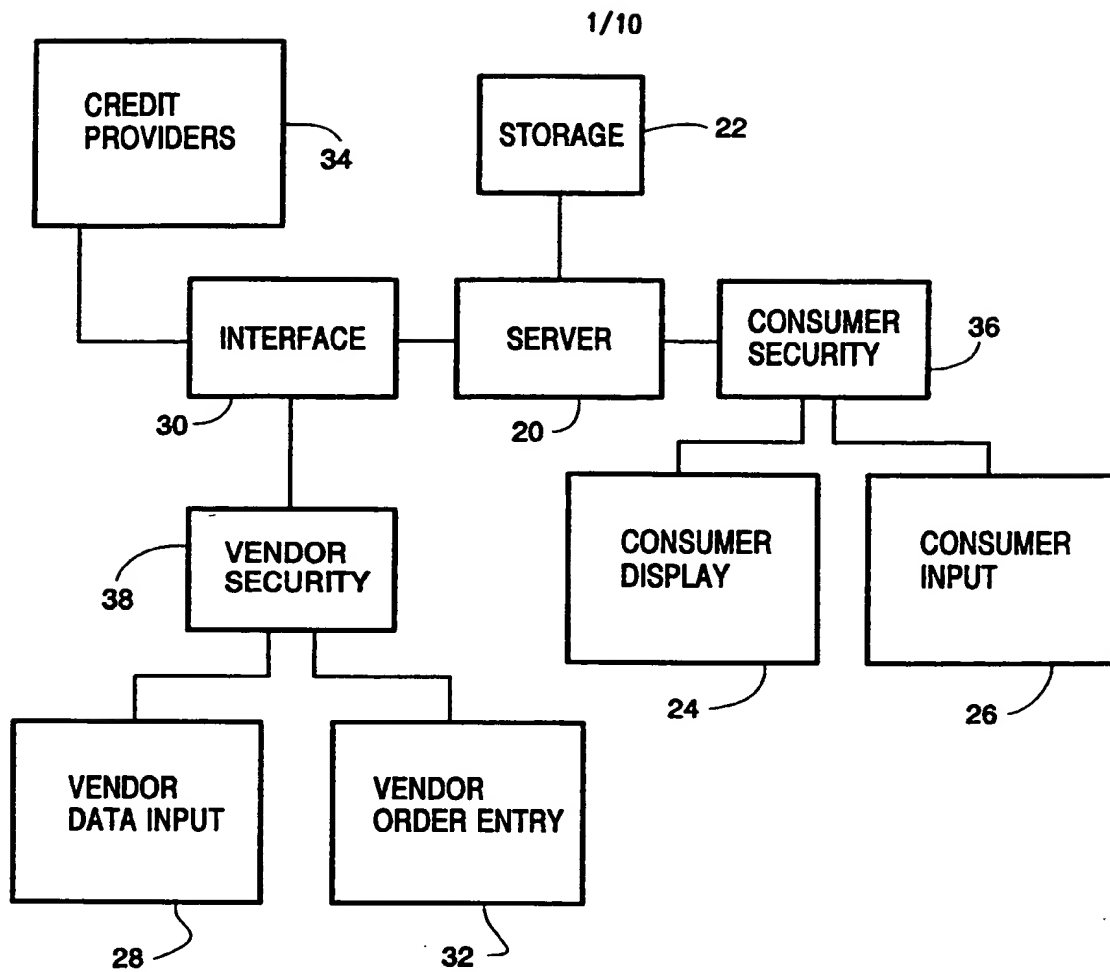 1/10
CREDIT
PROVIDERS
34
STORAGE
22
INTERFACE
30
SERVER
20
CONSUMER
SECURITY
36
VENDOR
SECURITY
38
CONSUMER
DISPLAY
24
CONSUMER
INPUT
26
VENDOR
DATA INPUT
28
VENDOR
ORDER ENTRY
32